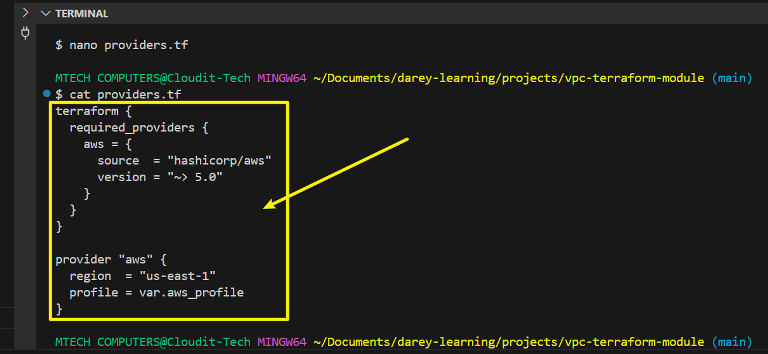 TERMINAL
$ nano providers.tf
MTECH COMPUTERS@Cloudit-Tech MINGW64 ~/Documents/darey-learning/projects/vpc-terraform-module (main)
$ cat providers.tf
terraform {
  required_providers {
    aws = {
      source  = "hashicorp/aws"
      version = "~> 5.0"
    }
  }
}
provider "aws" {
  region  = "us-east-1"
  profile = var.aws_profile
}
MTECH COMPUTERS@Cloudit-Tech MINGW64 ~/Documents/darey-learning/projects/vpc-terraform-module (main)